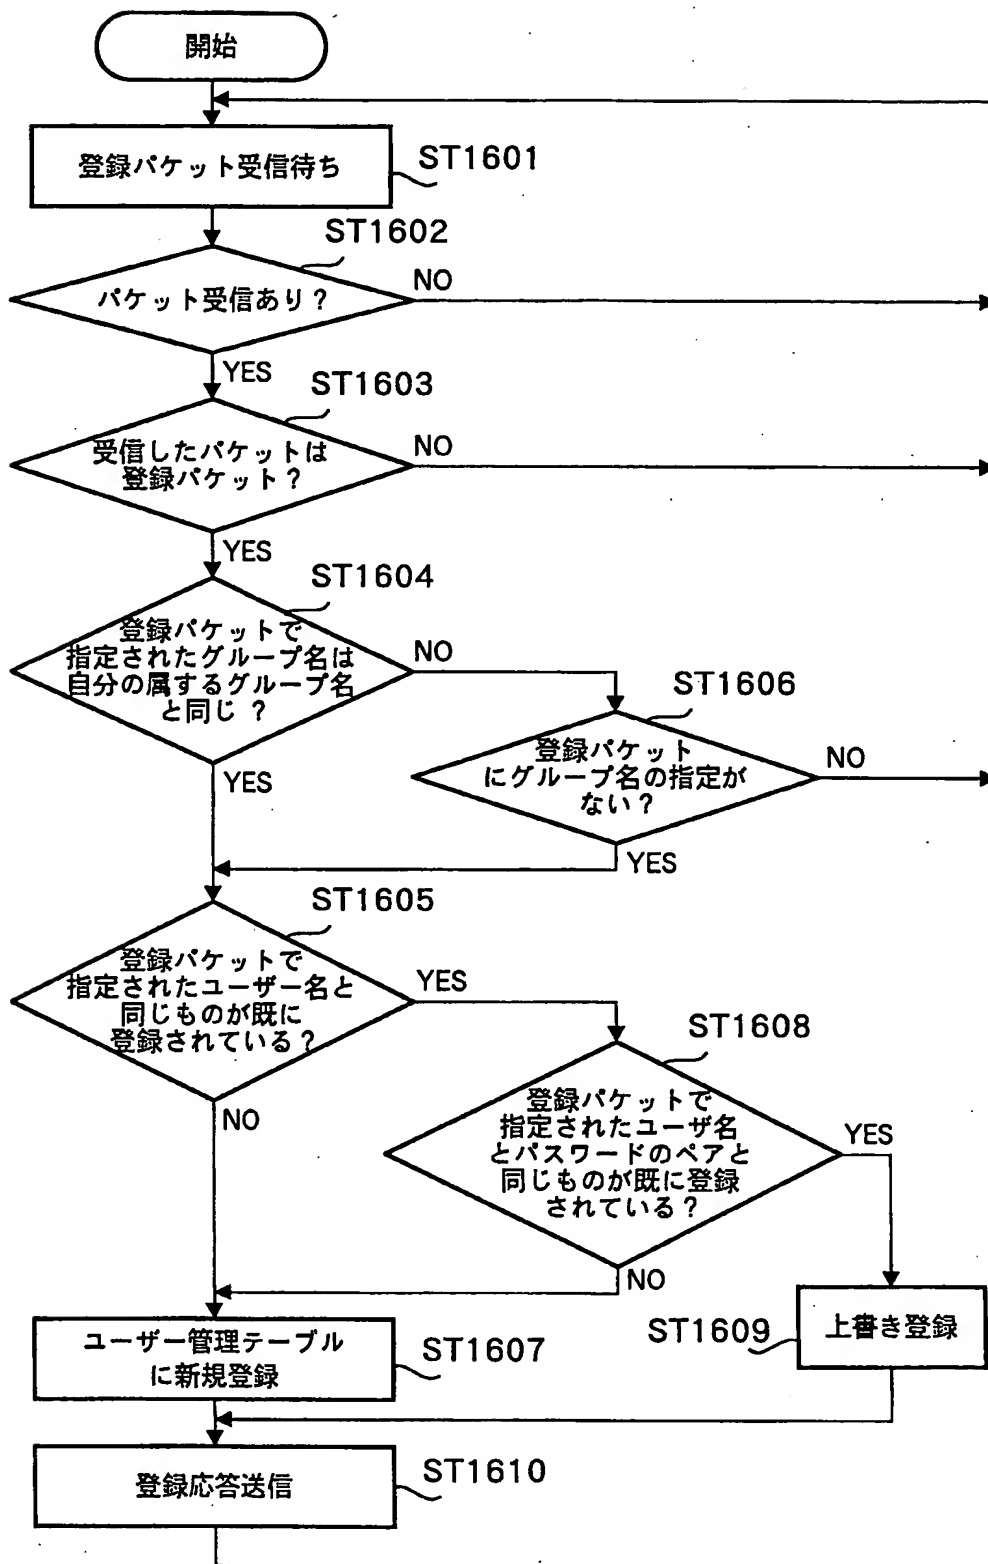 開始
登録パケット受信待ち
ST1601
ST1602
パケット受信あり?
NO
YES
ST1603
受信したパケットは
登録パケット?
NO
YES
ST1604
登録パケットで
指定されたグループ名は
自分の属するグループ名
と同じ ?
NO
YES
ST1606
登録パケット
にグループ名の指定が
ない?
NO
YES
ST1605
登録パケットで
指定されたユーザー名と
同じものが既に
登録されている?
YES
NO
ST1608
登録パケットで
指定されたユーザ名
とパスワードのペアと
同じものが既に登録
されている?
YES
NO
ユーザー管理テーブル
に新規登録
ST1607
ST1609
上書き登録
登録応答送信
ST1610